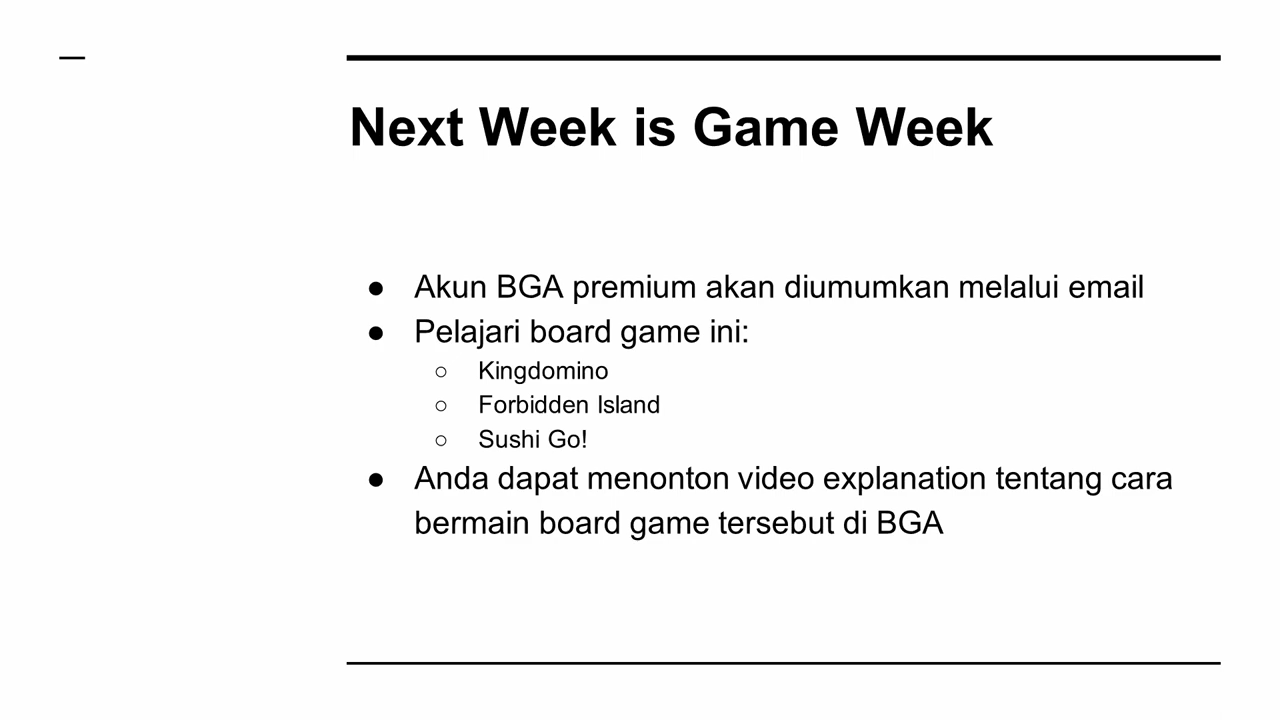 Next Week is Game Week
● Akun BGA premium akan diumumkan melalui email
● Pelajari board game ini:
○ Kingdomino
○ Forbidden Island
○ Sushi Go!
● Anda dapat menonton video explanation tentang cara
bermain board game tersebut di BGA